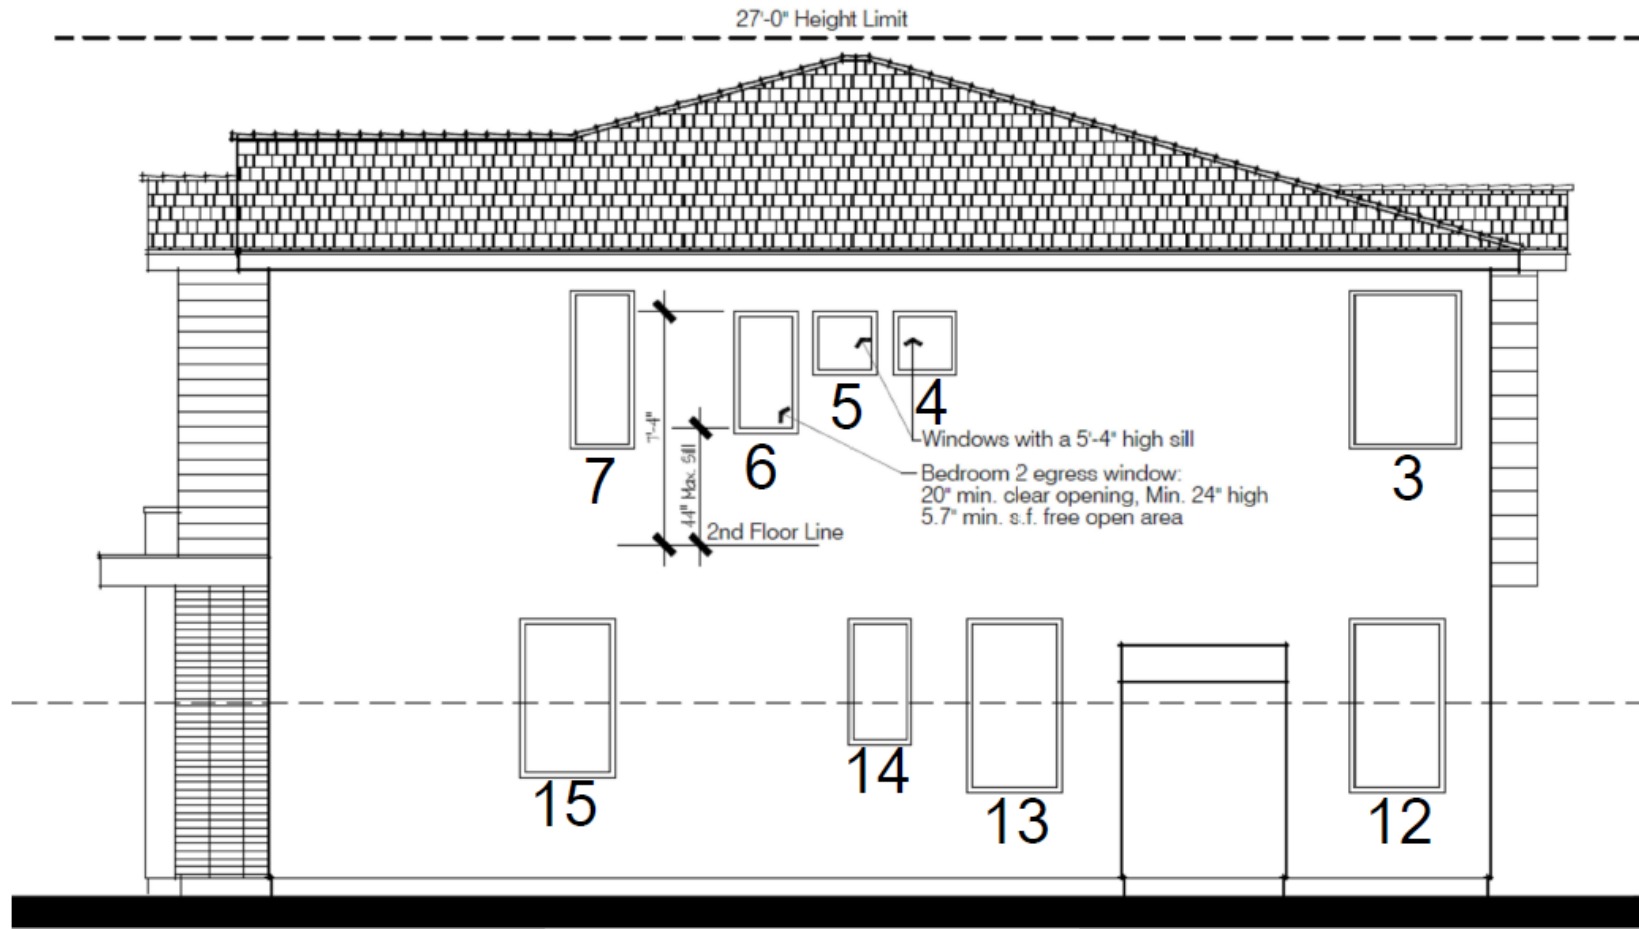 27'-0" Height Limit
7'-4"
44" Max. Sill
7
6
5
4
3
Windows with a 5'-4" high sill
Bedroom 2 egress window:
20" min. clear opening, Min. 24" high
5.7" min. s.f. free open area
2nd Floor Line
15
14
13
12